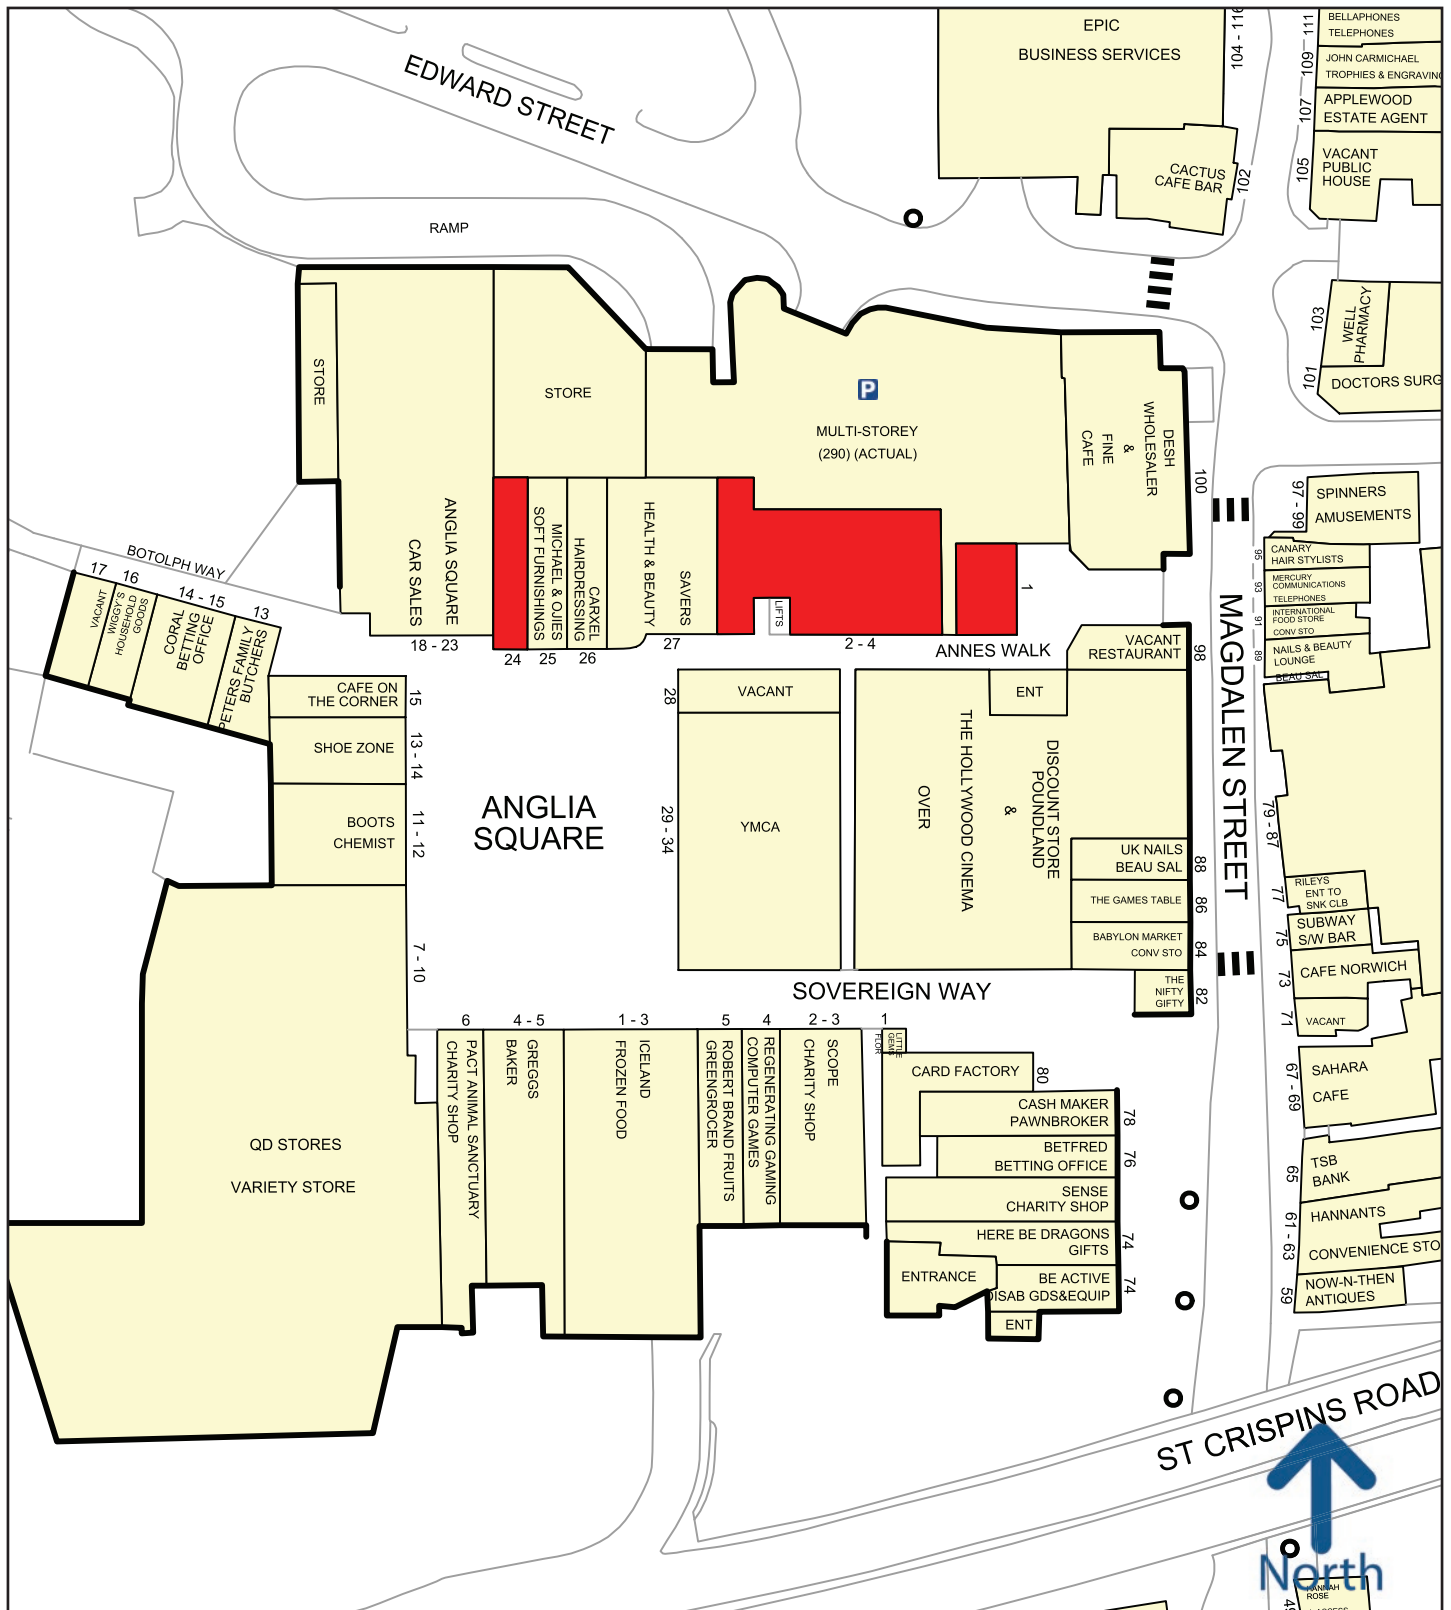 EPIC
BUSINESS SERVICES
104 - 116
111
BELLAPHONES
TELEPHONES
109
JOHN CARMICHAEL
TROPHIES & ENGRAVING
107
APPLEWOOD
ESTATE AGENT
105
VACANT
PUBLIC
HOUSE
CACTUS
CAFE BAR
102
EDWARD STREET
RAMP
103
WELL
PHARMACY
101
DOCTORS SURG
STORE
STORE
P
MULTI-STOREY
(290) (ACTUAL)
DESH
WHOLESALER
&
FINE
CAFE
100
97 - 99
SPINNERS
AMUSEMENTS
95
CANARY
HAIR STYLISTS
93
MERCURY
COMMUNICATIONS
TELEPHONES
91
INTERNATIONAL
FOOD STORE
CONV STO
89
NAILS & BEAUTY
LOUNGE
BEAU SAL
ANGLIA SQUARE
CAR SALES
18 - 23
24
MICHAEL & OJIES
SOFT FURNISHINGS
25
CARXEL
HAIRDRESSING
26
SAVERS
HEALTH & BEAUTY
27
LIFTS
2 - 4
1
ANNES WALK
VACANT
RESTAURANT
98
BOTOLPH WAY
17
VACANT
16
WIGGY'S
HOUSEHOLD
GOODS
14 - 15
CORAL
BETTING
OFFICE
13
PETERS FAMILY
BUTCHERS
CAFE ON
THE CORNER
15
SHOE ZONE
13 - 14
BOOTS
CHEMIST
11 - 12
7 - 10
ANGLIA
SQUARE
28
VACANT
29 - 34
YMCA
ENT
DISCOUNT STORE
POUNDLAND
&
THE HOLLYWOOD CINEMA
OVER
UK NAILS
BEAU SAL
88
THE GAMES TABLE
86
BABYLON MARKET
CONV STO
84
THE
NIFTY
GIFTY
82
MAGDALEN STREET
79 - 87
77
RILEYS
ENT TO
SNK CLB
75
SUBWAY
S/W BAR
73
CAFE NORWICH
71
VACANT
67 - 69
SAHARA
CAFE
65
TSB
BANK
61 - 63
HANNANTS
CONVENIENCE STO
59
NOW-N-THEN
ANTIQUES
SOVEREIGN WAY
6
PACT ANIMAL SANCTUARY
CHARITY SHOP
4 - 5
GREGGS
BAKER
1 - 3
ICELAND
FROZEN FOOD
5
ROBERT BRAND FRUITS
GREENGROCER
4
REGENERATING GAMING
COMPUTER GAMES
2 - 3
SCOPE
CHARITY SHOP
1
LITTLE
GEMS
FLOR
CARD FACTORY
80
CASH MAKER
PAWNBROKER
78
BETFRED
BETTING OFFICE
76
SENSE
CHARITY SHOP
HERE BE DRAGONS
GIFTS
74
ENTRANCE
BE ACTIVE
DISAB GDS&EQUIP
74
ENT
QD STORES
VARIETY STORE
ST CRISPINS ROAD
North
HANNAH
ROSE